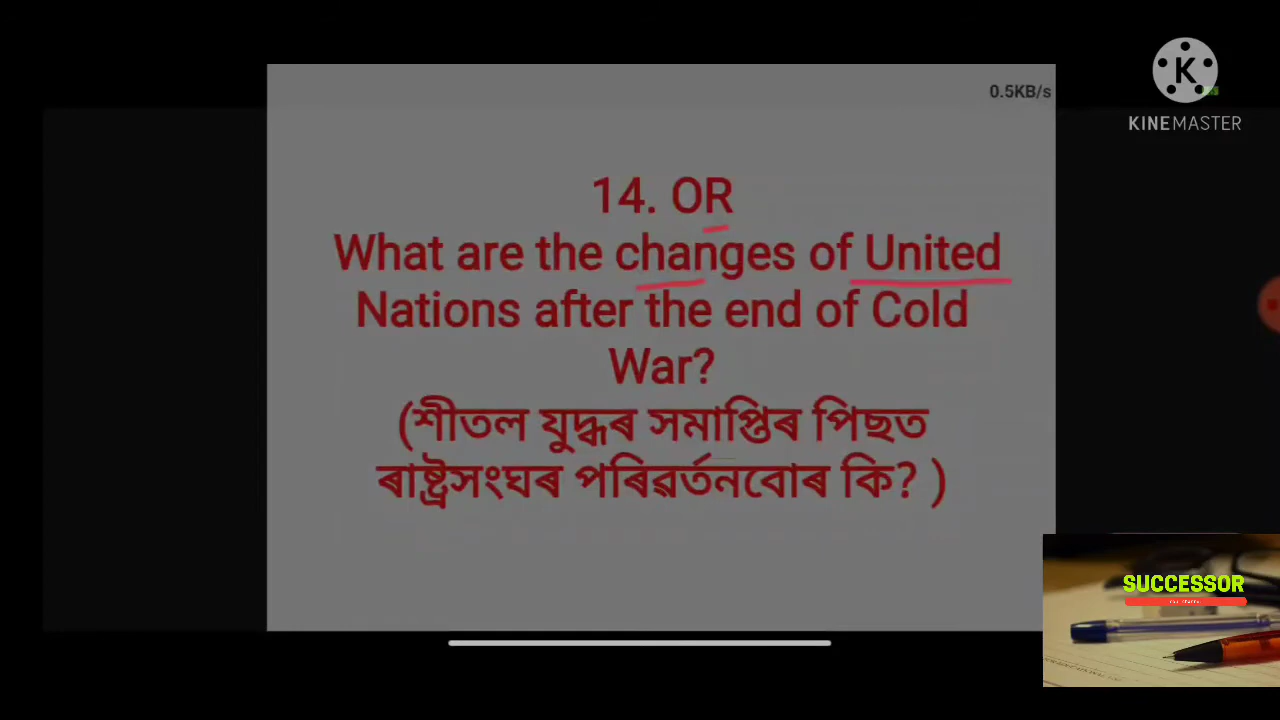 0.5KB/s
KINEMASTER
14. OR
What are the changes of United
Nations after the end of Cold
War?
(শীতল যুদ্ধৰ সমাপ্তিৰ পিছত
ৰাষ্ট্ৰসংঘৰ পৰিৱৰ্তনবোৰ কি? )
SUCCESSOR